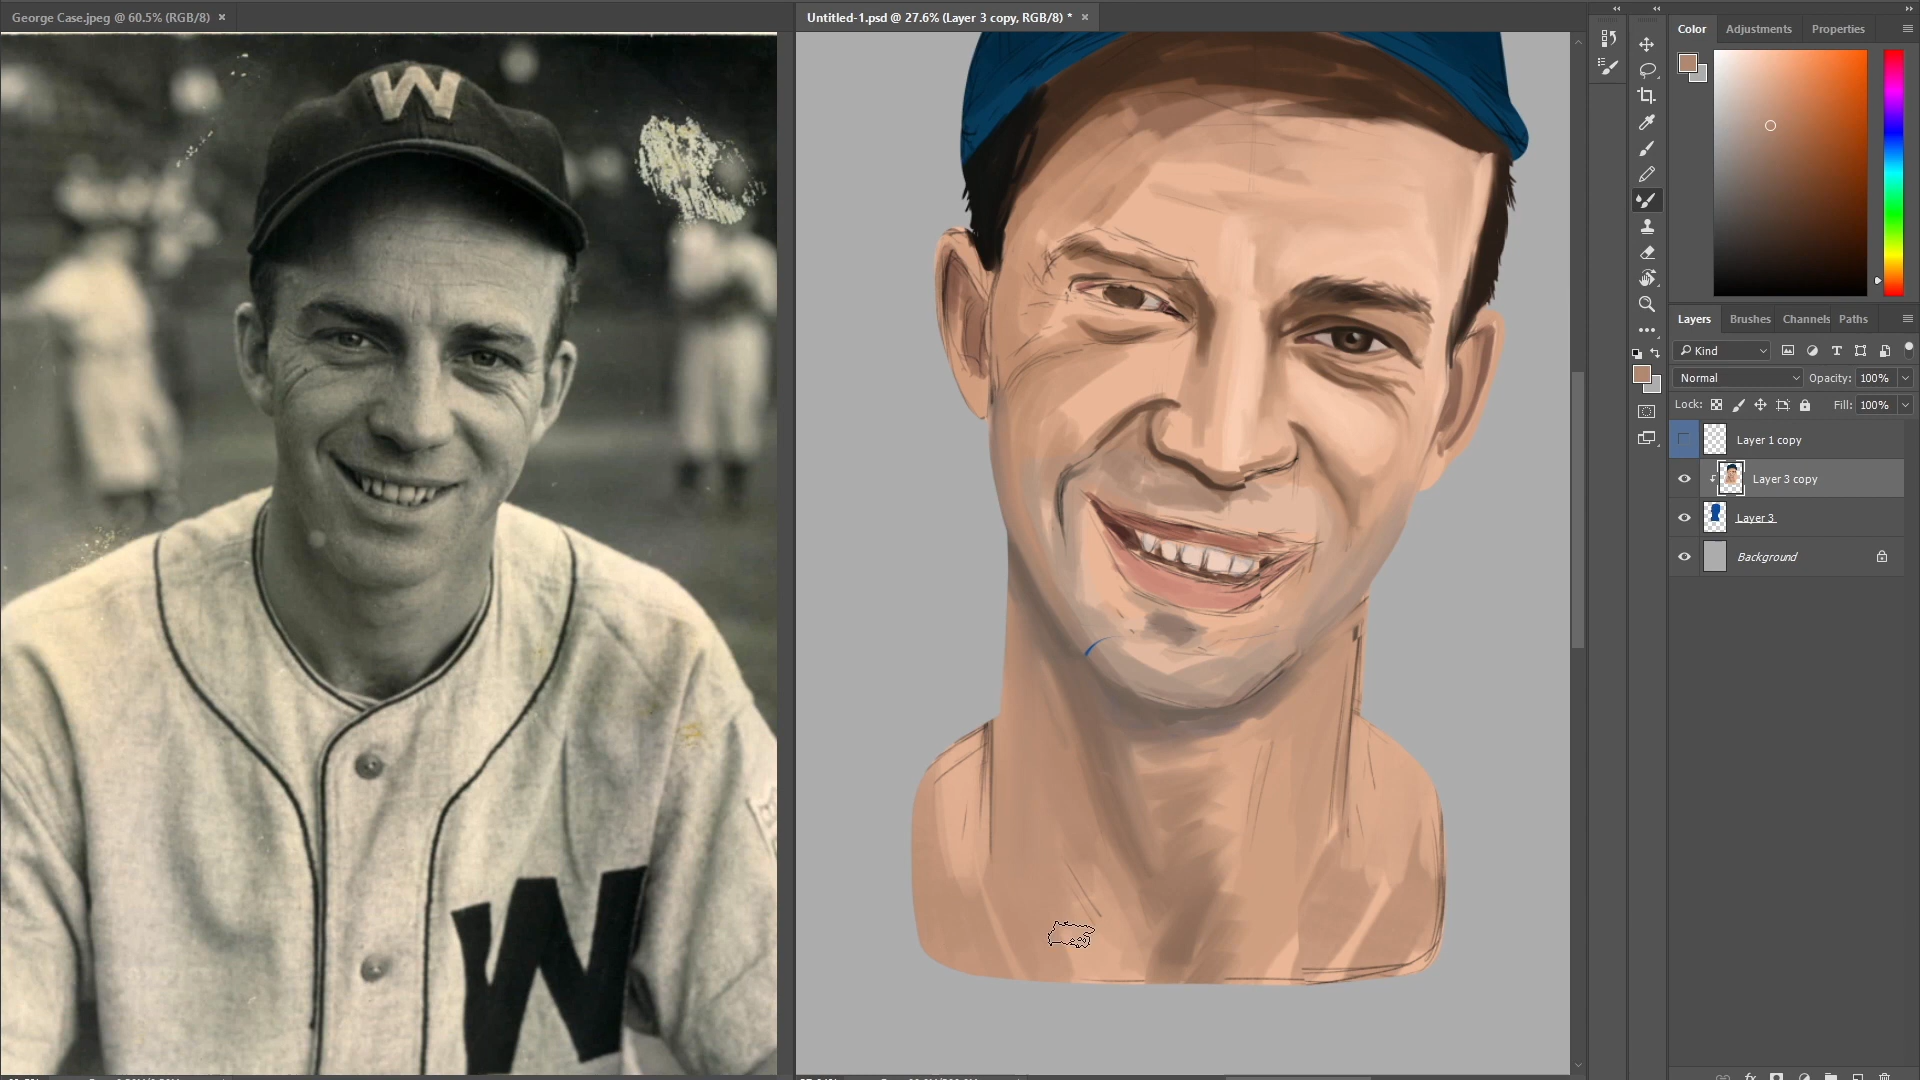 George Case.jpeg @ 60.5% (RGB/8) ×
Untitled-1.psd @ 27.6% (Layer 3 copy, RGB/8) * ×
Color Adjustments Properties
W
W
Layers Brushes Channels Paths
Kind
Normal Opacity: 100%
Lock: Fill: 100%
Layer 1 copy
Layer 3 copy
Layer 3
Background
fx